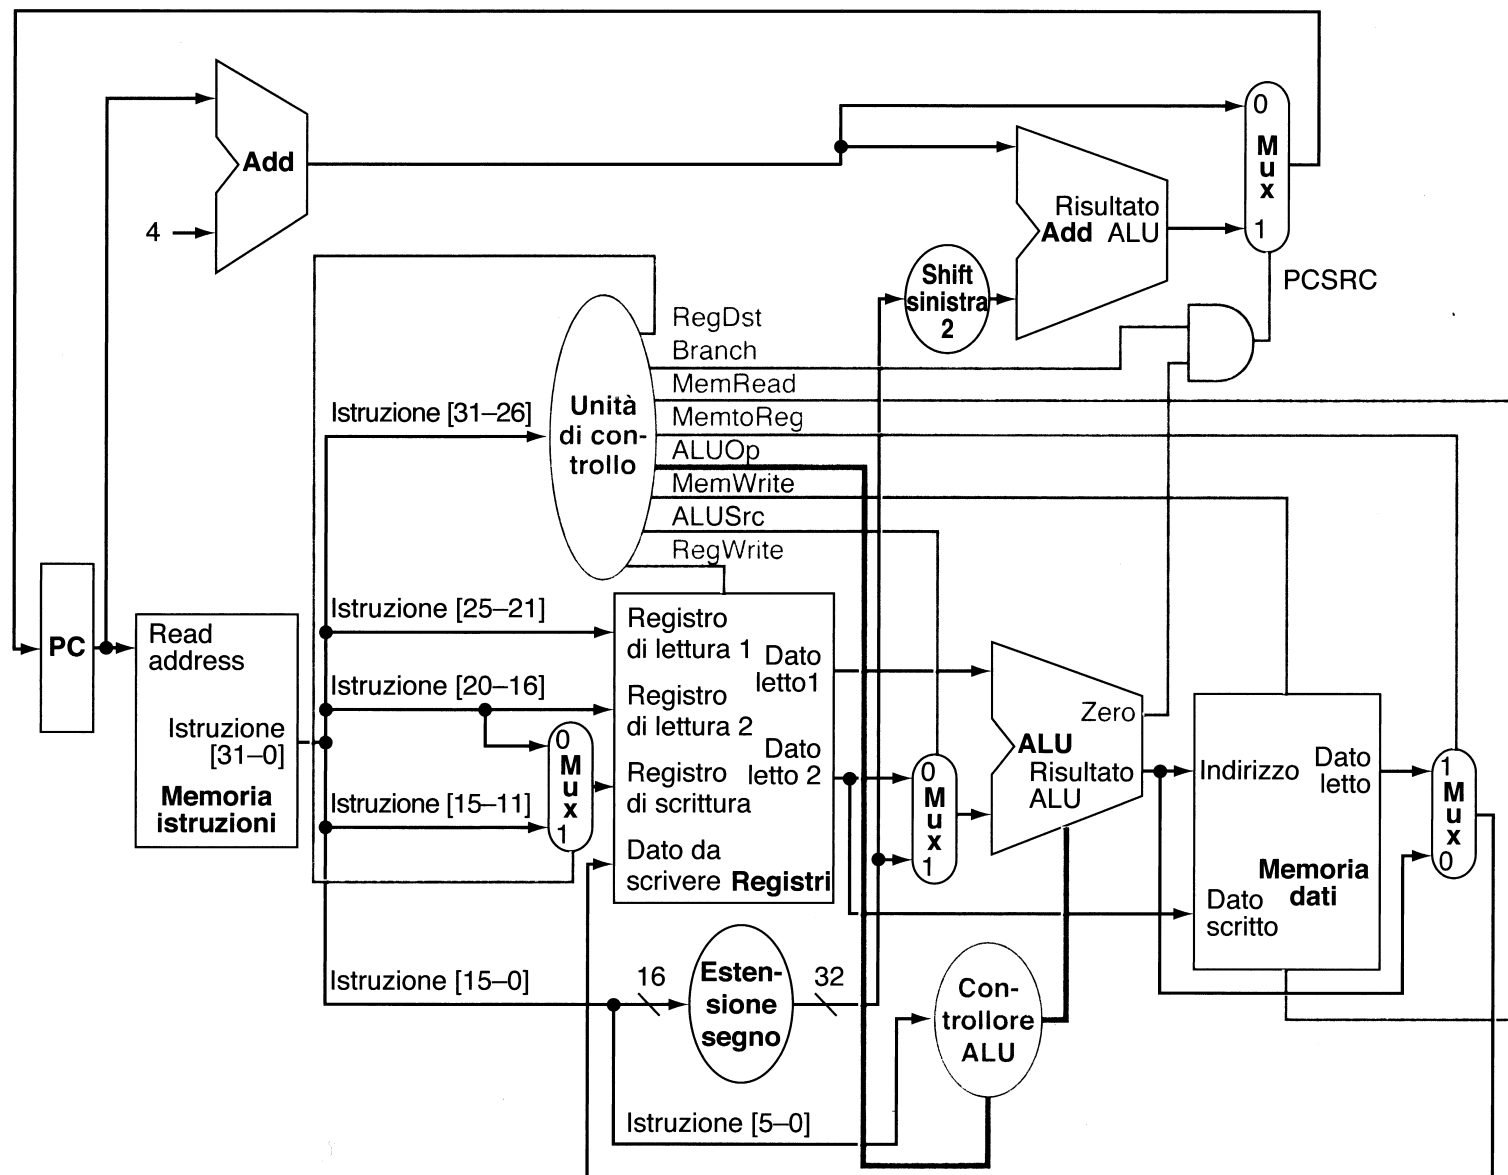 0
Mux
1
PCSRC
Add
4
Risultato
Add ALU
Shift
sinistra
2
RegDst
Branch
MemRead
MemtoReg
ALUOp
MemWrite
ALUSrc
RegWrite
Unità
di con-
trollo
Istruzione [31–26]
PC
Read
address
Istruzione
[31–0]
Memoria
istruzioni
Istruzione [25–21]
Istruzione [20–16]
0
Mux
1
Istruzione [15–11]
Registro
di lettura 1
Dato
letto1
Registro
di lettura 2
Dato
letto 2
Registro
di scrittura
Dato da
scrivere Registri
0
Mux
1
Zero
ALU
Risultato
ALU
Indirizzo
Dato
letto
Memoria
dati
Dato
scritto
1
Mux
0
Istruzione [15–0]
16
Esten-
sione
segno
32
Con-
trollore
ALU
Istruzione [5–0]